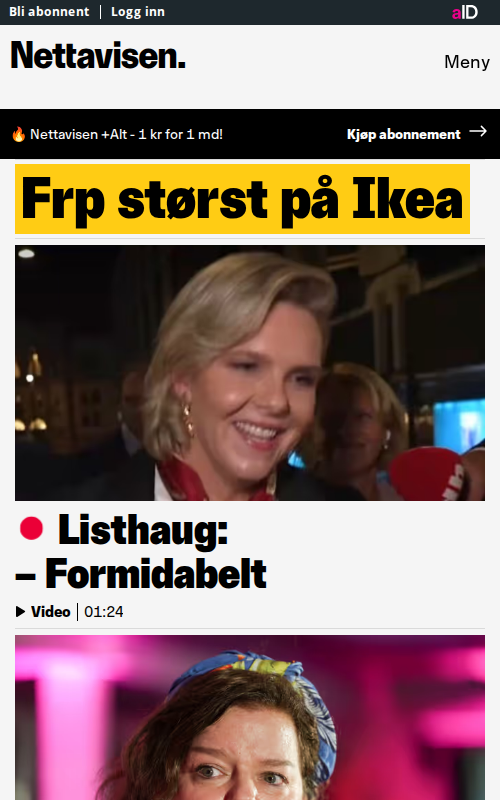 Bli abonnent | Logg inn
aID
Nettavisen.
Meny
🔥 Nettavisen +Alt - 1 kr for 1 md!
Kjøp abonnement →
Frp størst på Ikea
Listhaug:
– Formidabelt
Video | 01:24